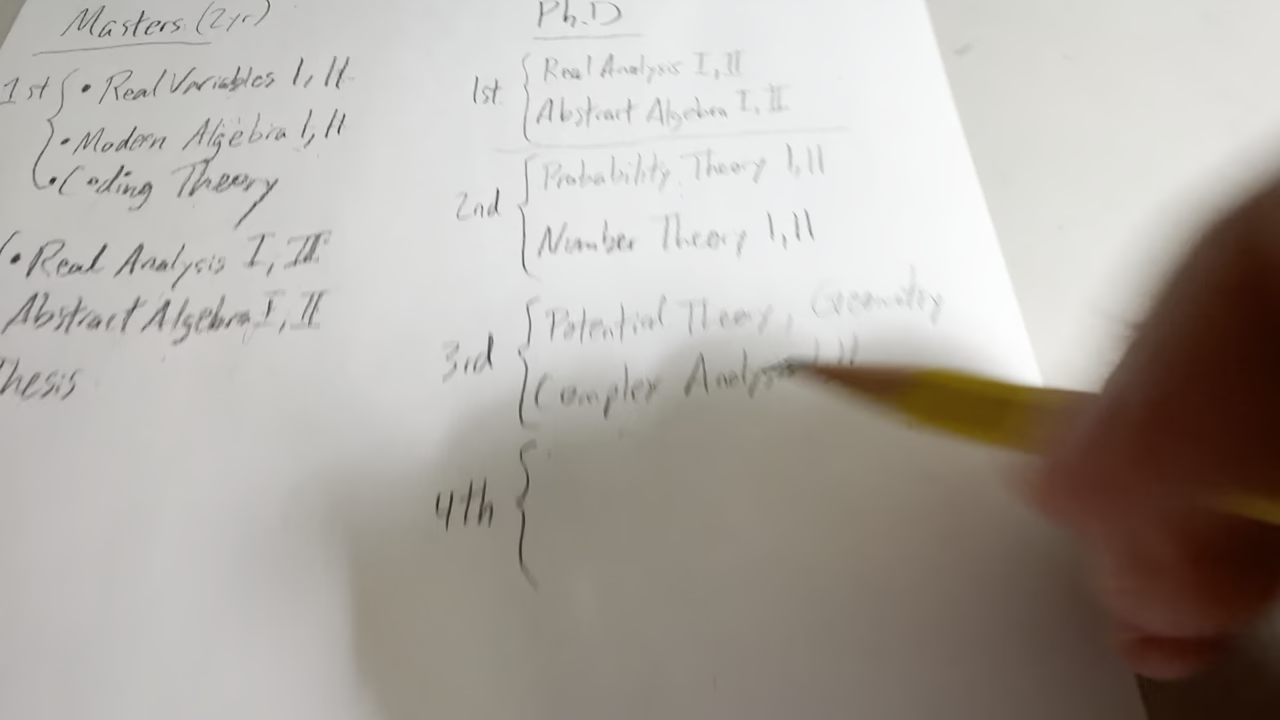 Masters (2yr)
1st • Real Variables I, II
• Modern Algebra I, II
• Coding Theory
• Real Analysis I, II
Abstract Algebra I, II
Thesis
Ph.D
1st Real Analysis I, II
Abstract Algebra I, II
2nd Probability Theory I, II
Number Theory I, II
3rd Potential Theory, Geometry
Complex Analysis I, II
4th